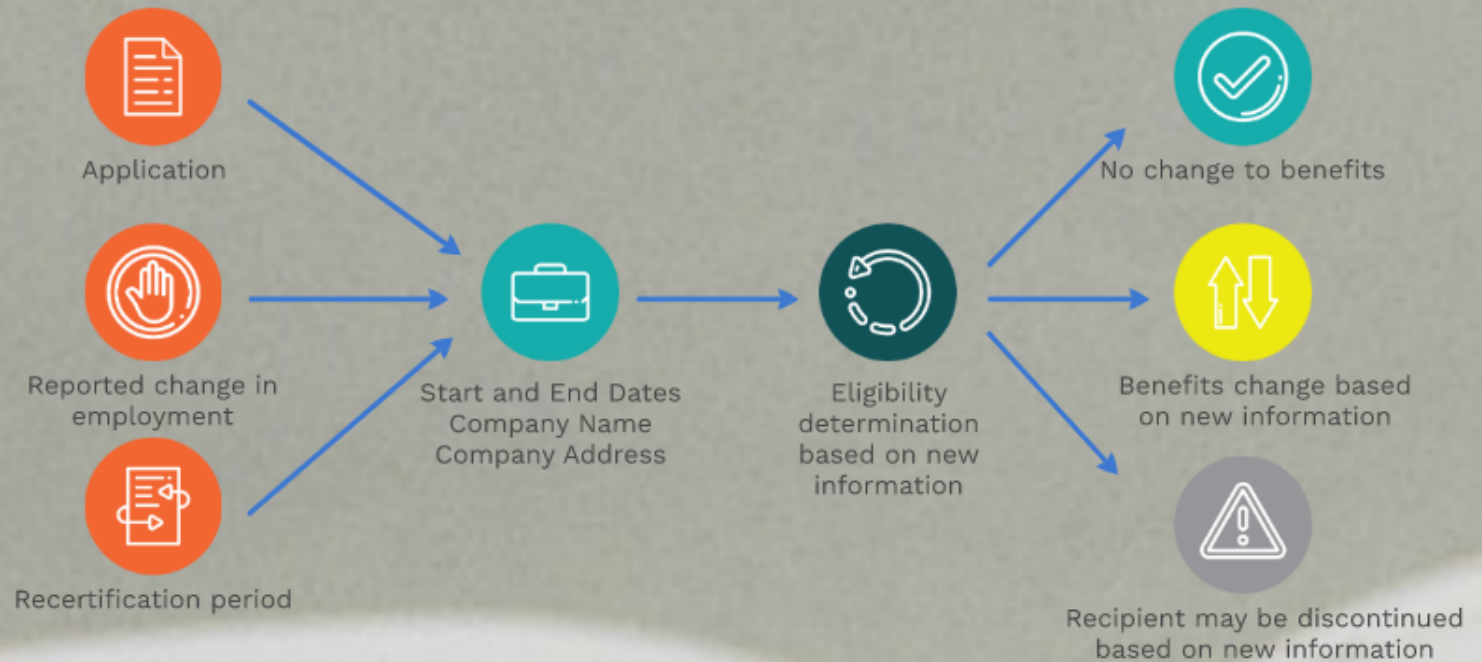 Application
Reported change in
employment
Recertification period
Start and End Dates
Company Name
Company Address
Eligibility
determination
based on new
information
No change to benefits
Benefits change based
on new information
Recipient may be discontinued
based on new information